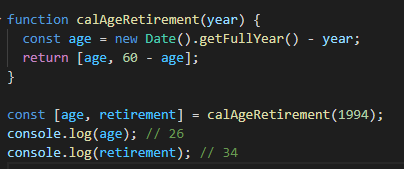 function calAgeRetirement(year) {
  const age = new Date().getFullYear() - year;
  return [age, 60 - age];
}

const [age, retirement] = calAgeRetirement(1994);
console.log(age); // 26
console.log(retirement); // 34